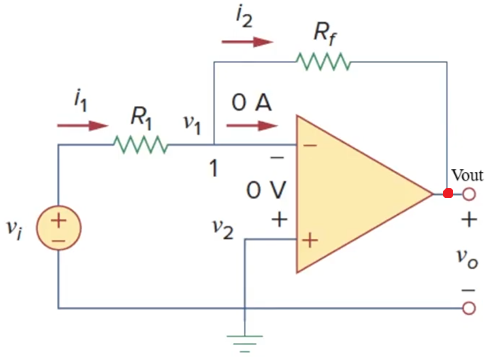 i2
Rf
i1
R1
v1
0 A
1
−
−
Vout
0 V
vi
+
−
v2
+
+
+
vo
−